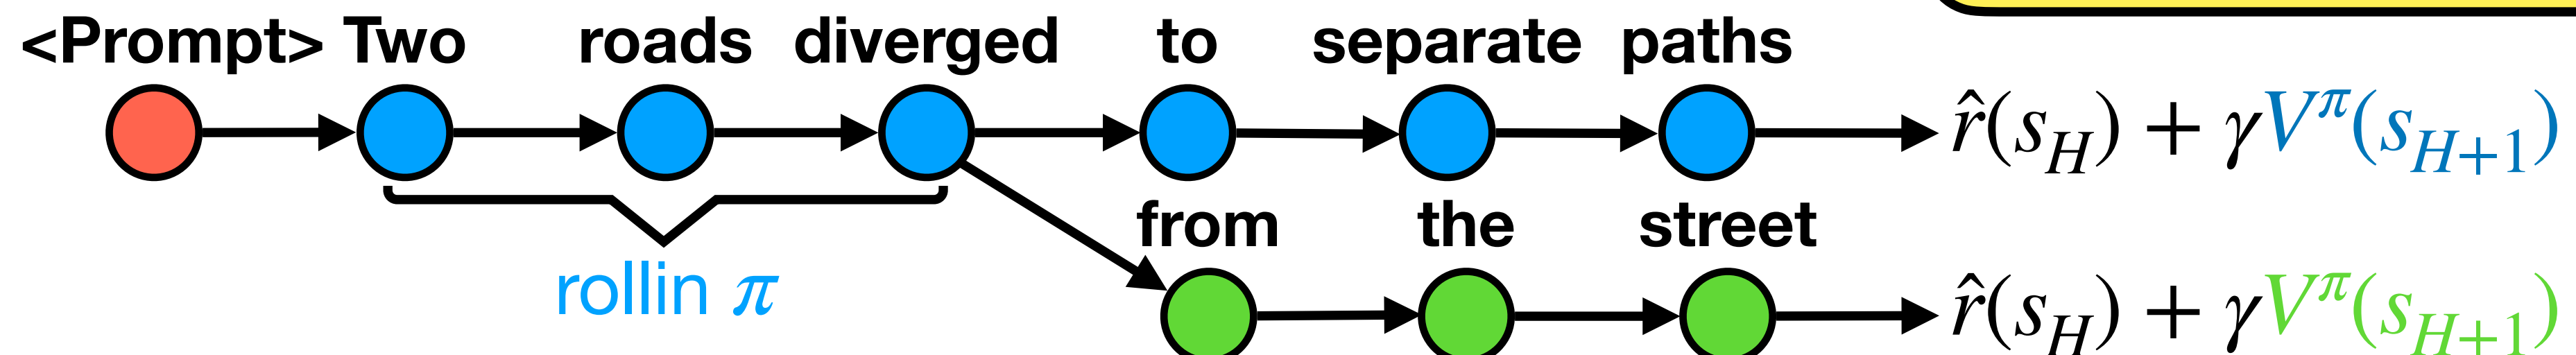 <Prompt> Two roads diverged to separate paths
r̂(s_H) + γV^π(s_{H+1})
from the street
rollin π
r̂(s_H) + γV^π(s_{H+1})